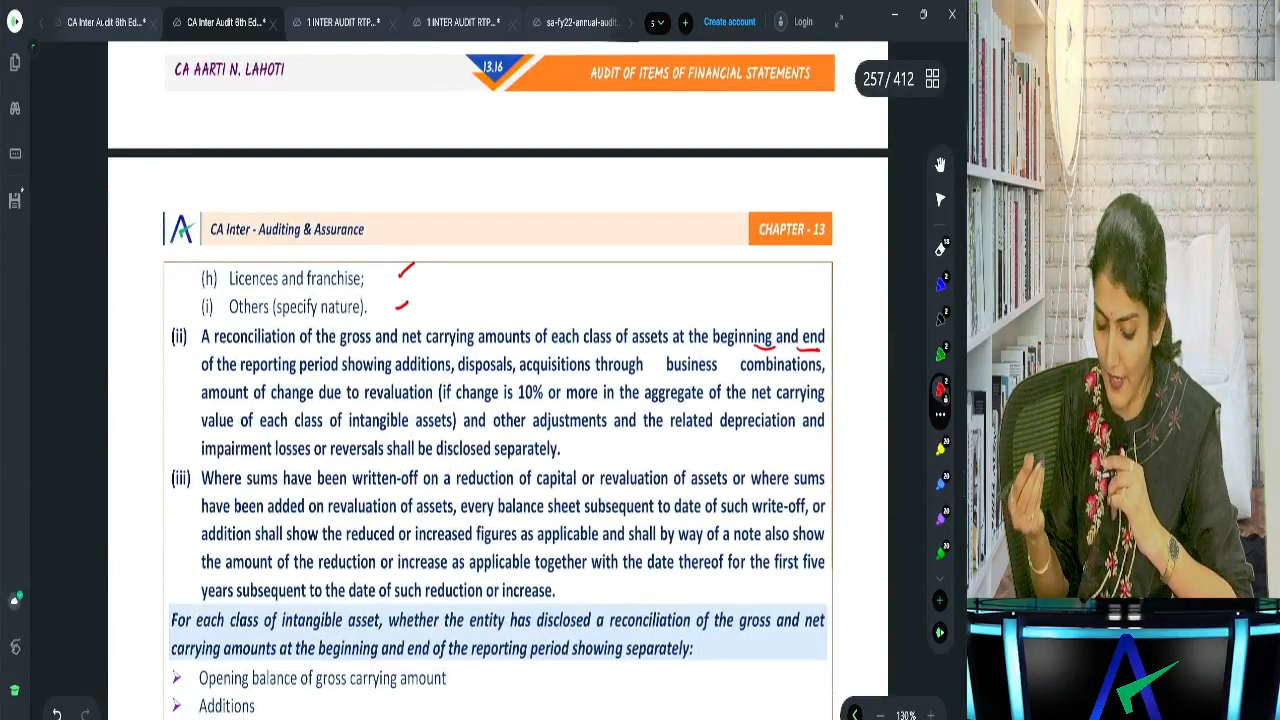 CA Inter Audit 8th Ed...*
CA Inter Audit 8th Ed...*
1 INTER AUDIT RTP...*
1 INTER AUDIT RTP...*
sa-fy22-annual-audit..
5
Create account
Login
CA AARTI N. LAHOTI
13.16
AUDIT OF ITEMS OF FINANCIAL STATEMENTS
257 / 412
CA Inter - Auditing & Assurance
CHAPTER - 13
(h) Licences and franchise;
(i) Others (specify nature).
(ii) A reconciliation of the gross and net carrying amounts of each class of assets at the beginning and end
of the reporting period showing additions, disposals, acquisitions through business combinations,
amount of change due to revaluation (if change is 10% or more in the aggregate of the net carrying
value of each class of intangible assets) and other adjustments and the related depreciation and
impairment losses or reversals shall be disclosed separately.
(iii) Where sums have been written-off on a reduction of capital or revaluation of assets or where sums
have been added on revaluation of assets, every balance sheet subsequent to date of such write-off, or
addition shall show the reduced or increased figures as applicable and shall by way of a note also show
the amount of the reduction or increase as applicable together with the date thereof for the first five
years subsequent to the date of such reduction or increase.
For each class of intangible asset, whether the entity has disclosed a reconciliation of the gross and net
carrying amounts at the beginning and end of the reporting period showing separately:
Opening balance of gross carrying amount
Additions
18
2
2
2
2
20
20
20
20
130%